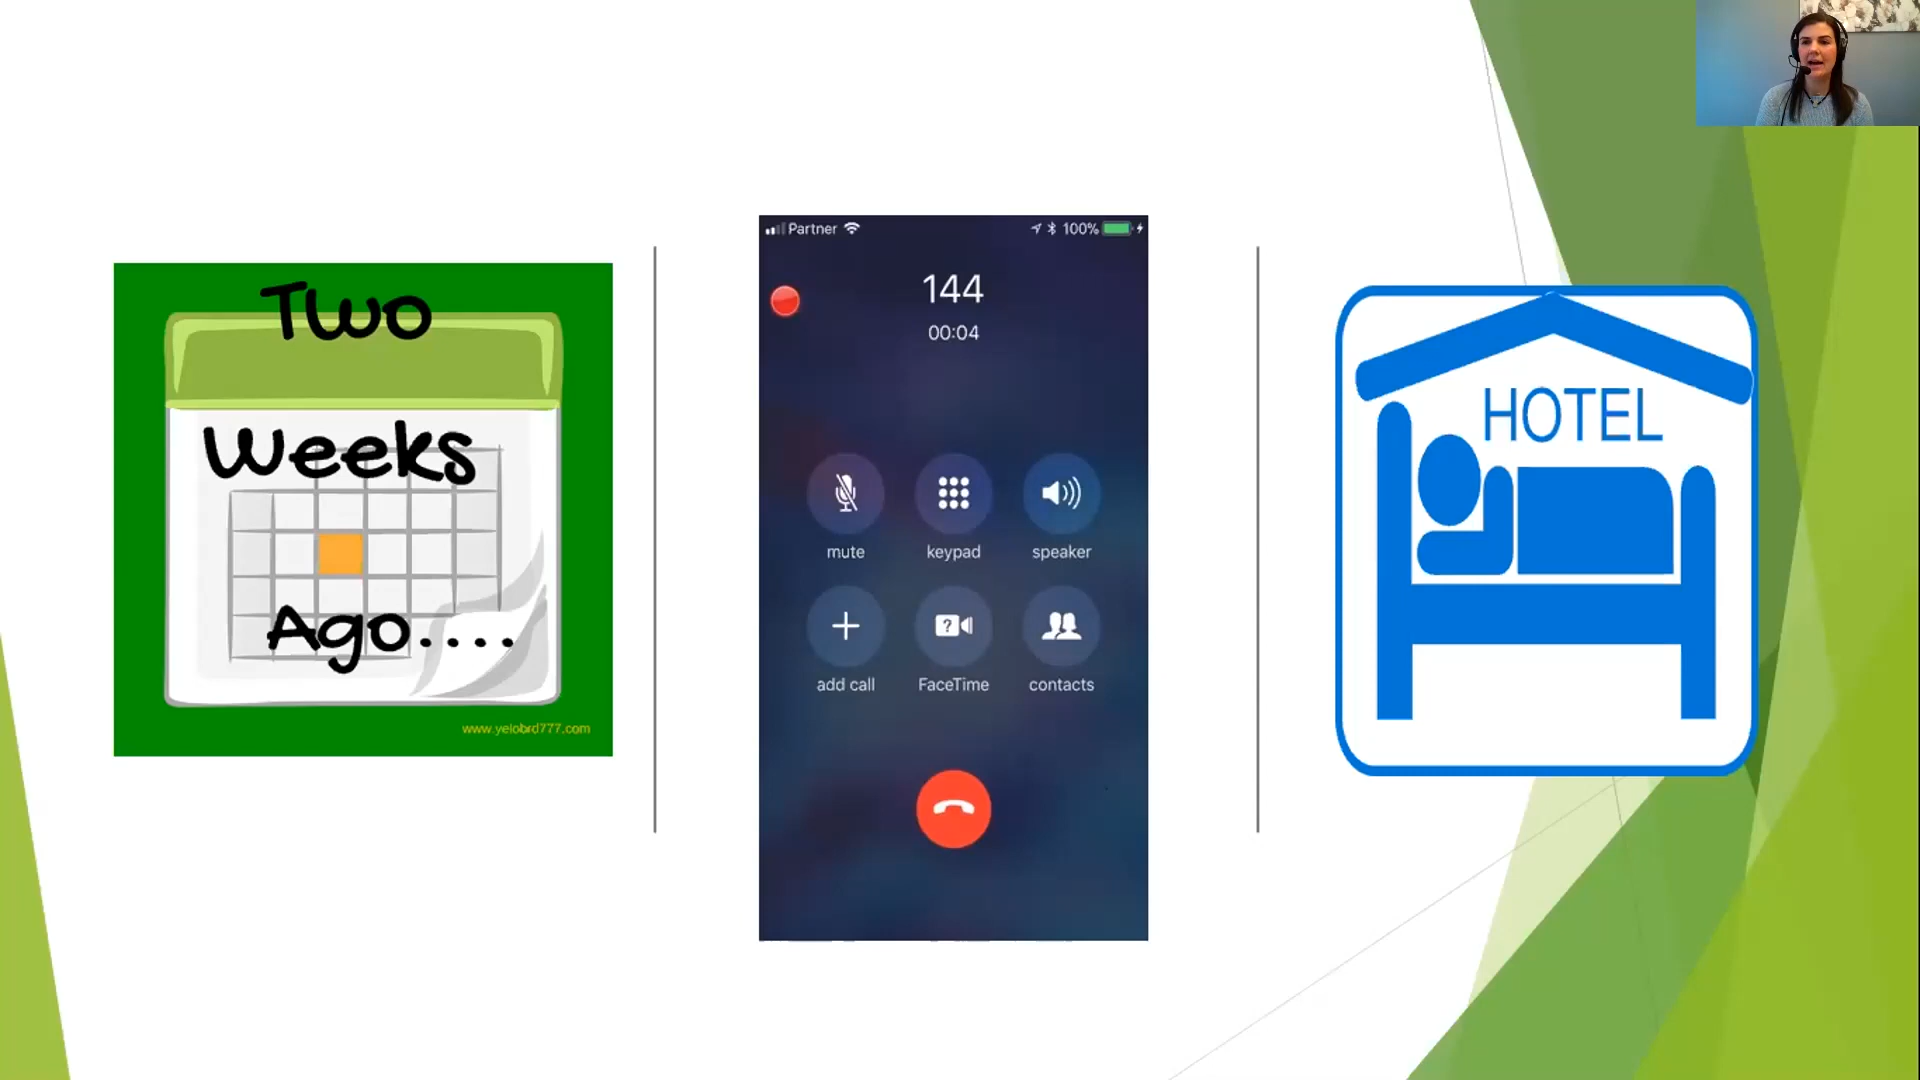 Two
Weeks
Ago....
www.yelobrd777.com
Partner
100%
144
00:04
mute
keypad
speaker
add call
FaceTime
contacts
HOTEL